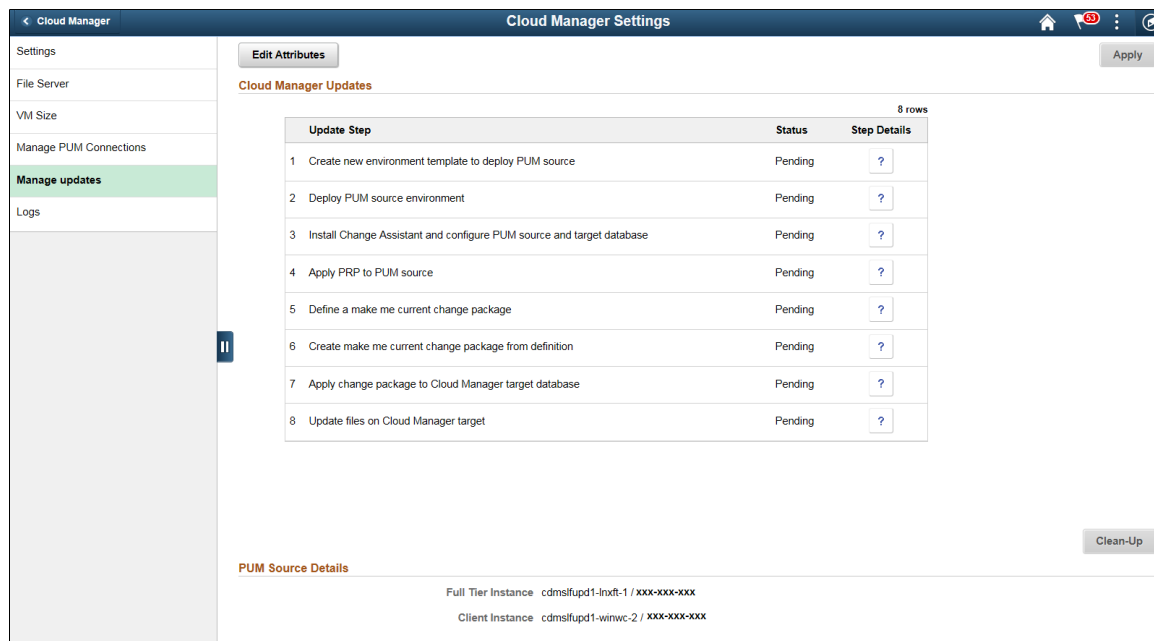 Cloud Manager
Cloud Manager Settings
53
Settings
File Server
VM Size
Manage PUM Connections
Manage updates
Logs
Edit Attributes
Apply
Cloud Manager Updates
8 rows
Update Step Status Step Details
1 Create new environment template to deploy PUM source Pending ?
2 Deploy PUM source environment Pending ?
3 Install Change Assistant and configure PUM source and target database Pending ?
4 Apply PRP to PUM source Pending ?
5 Define a make me current change package Pending ?
6 Create make me current change package from definition Pending ?
7 Apply change package to Cloud Manager target database Pending ?
8 Update files on Cloud Manager target Pending ?
Clean-Up
PUM Source Details
Full Tier Instance cdmslfupd1-lnxft-1 / xxx-xxx-xxx
Client Instance cdmslfupd1-winwc-2 / xxx-xxx-xxx